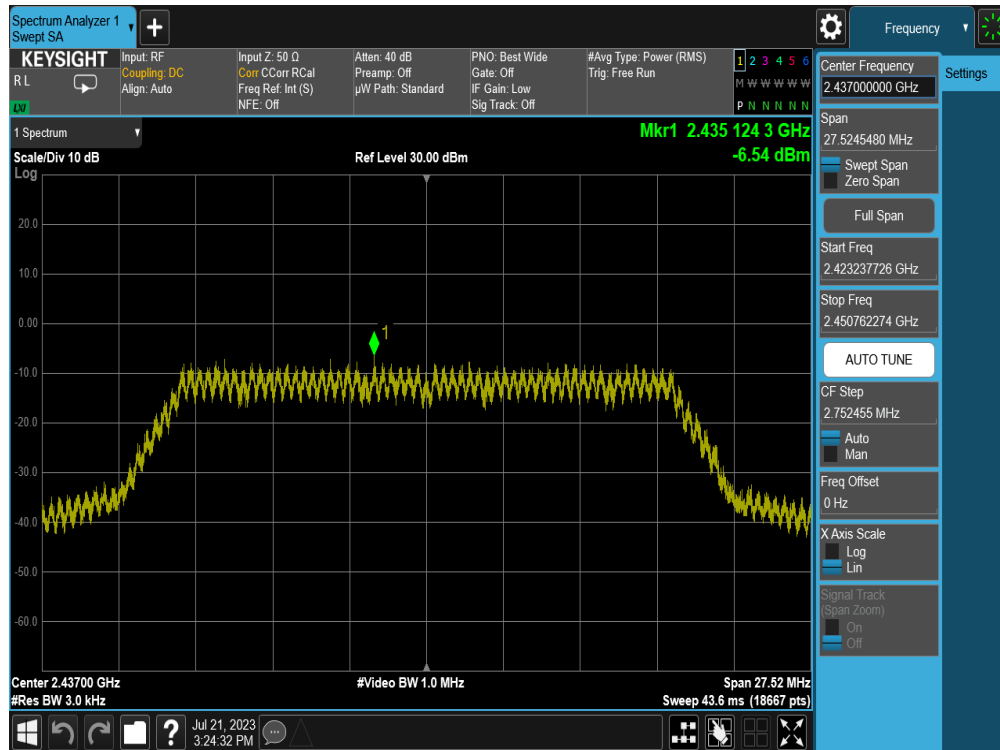 Spectrum Analyzer 1
Swept SA
+
Frequency
KEYSIGHT
R L
LXI
Input: RF
Coupling: DC
Align: Auto
Input Z: 50 Ω
Corr CCorr RCal
Freq Ref: Int (S)
NFE: Off
Atten: 40 dB
Preamp: Off
µW Path: Standard
PNO: Best Wide
Gate: Off
IF Gain: Low
Sig Track: Off
#Avg Type: Power (RMS)
Trig: Free Run
1 2 3 4 5 6
M W W W W W
P N N N N N
1 Spectrum
Scale/Div 10 dB
Log
Ref Level 30.00 dBm
Mkr1 2.435 124 3 GHz
-6.54 dBm
20.0
10.0
0.00
-10.0
-20.0
-30.0
-40.0
-50.0
-60.0
1
Center 2.43700 GHz
#Res BW 3.0 kHz
#Video BW 1.0 MHz
Span 27.52 MHz
Sweep 43.6 ms (18667 pts)
?
Jul 21, 2023
3:24:32 PM
Center Frequency
2.437000000 GHz
Settings
Span
27.5245480 MHz
Swept Span
Zero Span
Full Span
Start Freq
2.423237726 GHz
Stop Freq
2.450762274 GHz
AUTO TUNE
CF Step
2.752455 MHz
Auto
Man
Freq Offset
0 Hz
X Axis Scale
Log
Lin
Signal Track
(Span Zoom)
On
Off